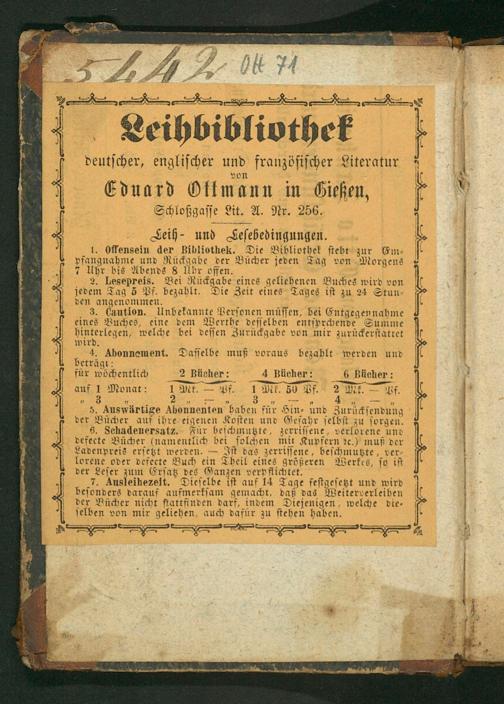 5442 Ott 71
Leihbibliothek
deutscher, englischer und französischer Literatur
von
Eduard Ottmann in Gießen,
Schloßgasse Lit. A. Nr. 256.
Leih- und Lesebedingungen.
1. Offensein der Bibliothek. Die Bibliothek steht zur Em-
pfangnahme und Rückgabe der Bücher jeden Tag von Morgens
7 Uhr bis Abends 8 Uhr offen.
2. Lesepreis. Bei Rückgabe eines geliehenen Buches wird von
jedem Tag 5 Pf. bezahlt. Die Zeit eines Tages ist zu 24 Stun-
den angenommen.
3. Caution. Unbekannte Personen müssen, bei Entgegennahme
eines Buches, eine dem Werthe desselben entsprchende Summe
hinterlegen, welche bei dessen Zurückgabe von mir zurückerstattet
wird.
4. Abonnement. Dasselbe muß voraus bezahlt werden und
beträgt:
für wöchentlich 2 Bücher: 4 Bücher: 6 Bücher:
auf 1 Monat: 1 Mk. — Pf. 1 Mk. 50 Pf. 2 Mk. — Pf.
„ 3 „ 2 „ — „ 3 „ — „ 4 „ — „
5. Auswärtige Abonnenten haben für Hin- und Zurücksendung
der Bücher auf ihre eigenen Kosten und Gefahr selbst zu sorgen.
6. Schadenersatz. Für beschmutzte, zerrissene, verlorene und
defecte Bücher (namentlich bei solchen mit Kupfern ꝛc.) muß der
Ladenpreis ersetzt werden. — Ist das zerrissene, beschmutzte, ver-
lorene oder defecte Buch ein Theil eines größeren Werkes, so ist
der Leser zum Ersatz des Ganzen verpflichtet.
7. Ausleihezeit. Dieselbe ist auf 14 Tage festgesetzt und wird
besonders darauf aufmerksam gemacht, daß das Weiterverleihen
der Bücher nicht stattfinden darf, indem Diejenigen, welche die-
selben von mir geliehen, auch dafür zu stehen haben.